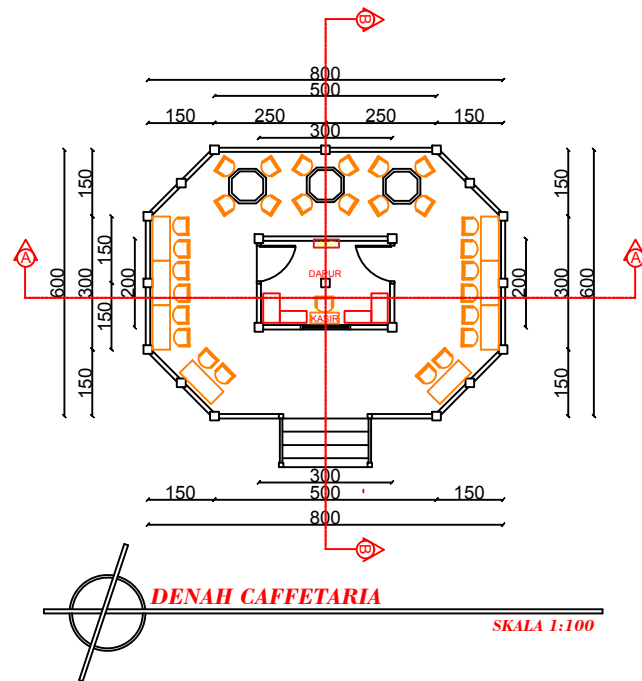 B
800
500
150 250 250 150
300
150 150
A 600 300 150 200 DAPUR 200 300 600 A
150 KASIR
150 150
300
150 500 150
800
B
DENAH CAFFETARIA
SKALA 1:100